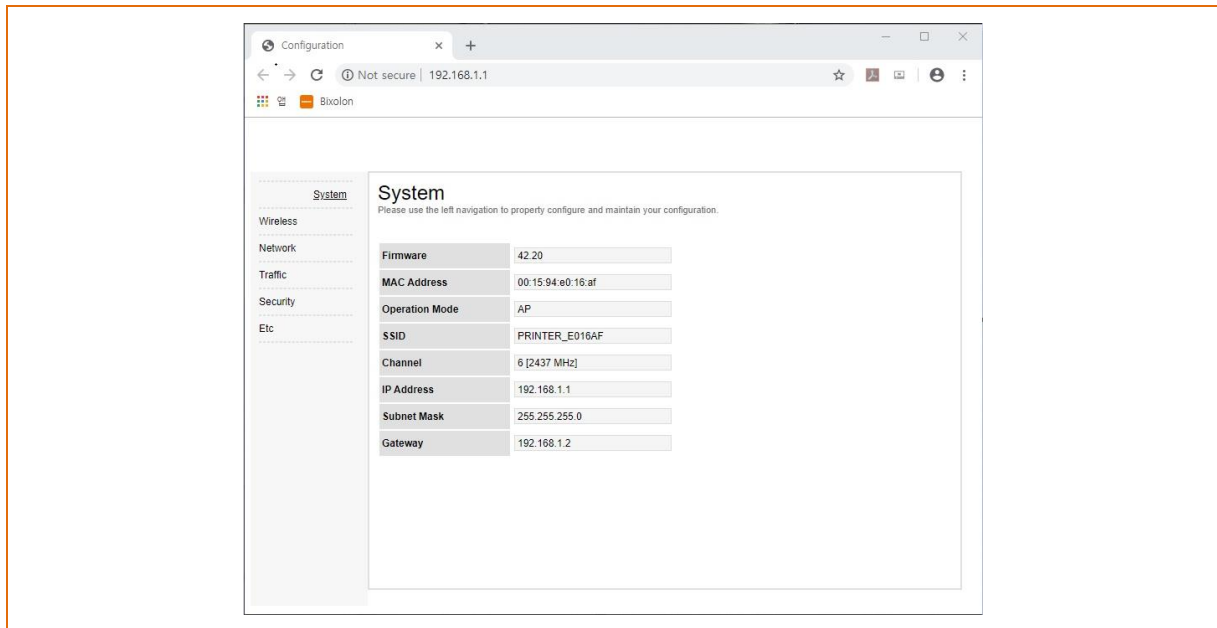 Configuration
Not secure | 192.168.1.1
앱 Bixolon
System
Wireless
Network
Traffic
Security
Etc
System
Please use the left navigation to property configure and maintain your configuration.
Firmware 42.20
MAC Address 00:15:94:e0:16:af
Operation Mode AP
SSID PRINTER_E016AF
Channel 6 [2437 MHz]
IP Address 192.168.1.1
Subnet Mask 255.255.255.0
Gateway 192.168.1.2